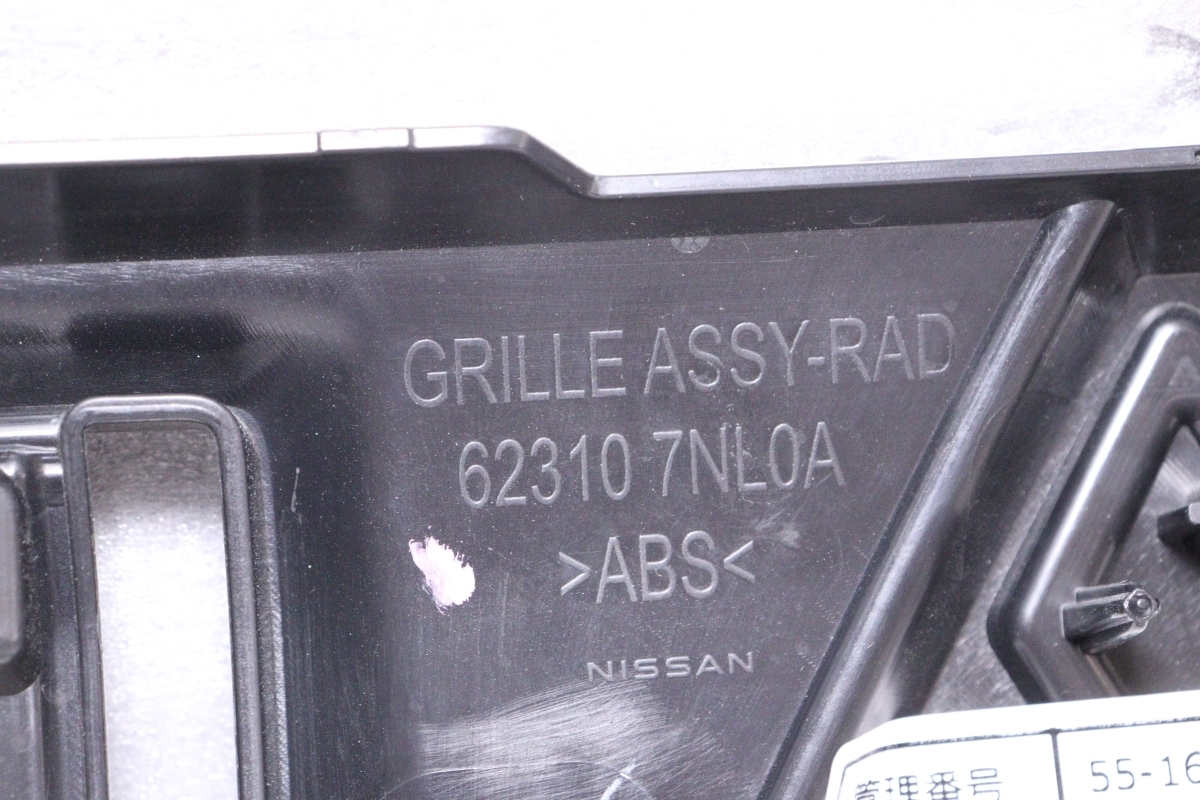 GRILLE ASSY-RAD
62310 7NL0A
>ABS<
NISSAN
管理番号
55-16